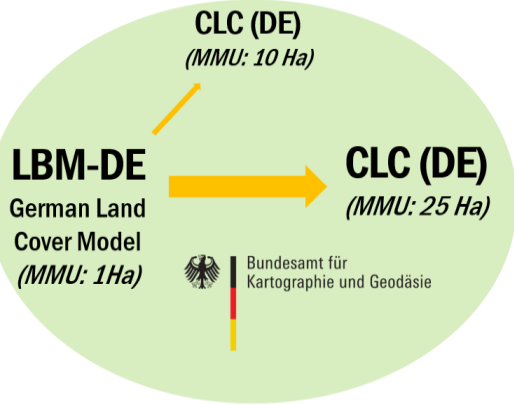 CLC (DE)
(MMU: 10 Ha)
LBM-DE
German Land
Cover Model
(MMU: 1Ha)
CLC (DE)
(MMU: 25 Ha)
Bundesamt für
Kartographie und Geodäsie